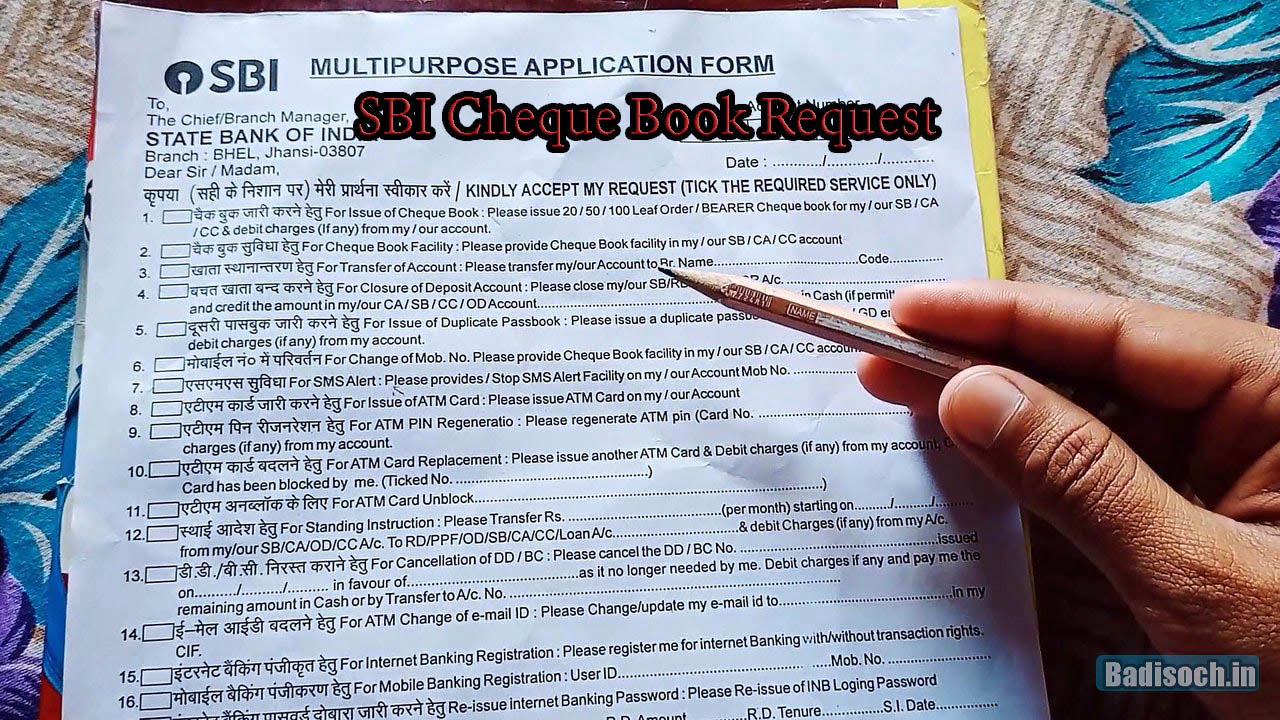 SBI MULTIPURPOSE APPLICATION FORM
To,
The Chief/Branch Manager,
SBI Cheque Book Request
STATE BANK OF
Branch : BHEL, Jhansi-03807
Date : ............/............/............
Dear Sir / Madam,
कृपया (सही के निशान पर) मेरी प्रार्थना स्वीकार करें / KINDLY ACCEPT MY REQUEST (TICK THE REQUIRED SERVICE ONLY)
1. चैक बुक जारी करने हेतु For Issue of Cheque Book : Please issue 20 / 50 / 100 Leaf Order / BEARER Cheque book for my / our SB / CA
/ CC & debit charges (If any) from my / our account.
2. चैक बुक सुविधा हेतु For Cheque Book Facility : Please provide Cheque Book facility in my / our SB / CA / CC account
3. खाता स्थानान्तरण हेतु For Transfer of Account : Please transfer my/our Account to Br. Name.....................................Code..............
4. बचत खाता बन्द करने हेतु For Closure of Deposit Account : Please close my/our A/c.
and credit the amount in my/our CA / SB / CC / OD Account in Cash (if
5. दूसरी पासबुक जारी करने हेतु For Issue of Duplicate Passbook : Please issue a duplicate
debit charges (if any) from my account.
6. मोबाईल नं० में परिवर्तन For Change of Mob. No. Please provide Cheque Book facility in my / our SB / CA / CC
7. एसएमएस सुविधा For SMS Alert : Please provides / Stop SMS Alert Facility on my / our Account Mob No. ................
8. एटीएम कार्ड जारी करने हेतु For Issue of ATM Card : Please issue ATM Card on my / our Account
9. एटीएम पिन रीजनरेशन हेतु For ATM PIN Regeneratio : Please regenerate ATM pin (Card No. ....................................
charges (if any) from my account.
10. एटीएम कार्ड बदलने हेतु For ATM Card Replacement : Please issue another ATM Card & Debit charges (if any) from my account,
Card has been blocked by me. (Ticked No. .................................................)
11. एटीएम अनब्लॉक के लिए For ATM Card Unblock.....................................................................................)
12. स्थाई आदेश हेतु For Standing Instruction : Please Transfer Rs. ......................................(per month) starting on........./........./.........
from my/our SB/CA/OD/CC A/c. To RD/PPF/OD/SB/CA/CC/Loan A/c...............................& debit Charges (if any) from my A/c.
13. डी.डी./बी.सी. निरस्त कराने हेतु For Cancellation of DD / BC : Please cancel the DD / BC No. ..........................................issued
on........../........../.......... in favour of..........................................as it no longer needed by me. Debit charges if any and pay me the
remaining amount in Cash or by Transfer to A/c. No. ..................................................................
14. ई–मेल आईडी बदलने हेतु For ATM Change of e-mail ID : Please Change/update my e-mail id to..........................................in my
CIF.
15. इंटरनेट बैंकिंग पंजीकृत हेतु For Internet Banking Registration : Please register me for internet Banking with/without transaction rights.
16. मोबाईल बैकिंग पंजीकरण हेतु For Mobile Banking Registration : User ID............................................. .....Mob. No. .........................
इंटरनेट बैंकिंग पासवर्ड दोबारा जारी करने हेतु Re-issue internet Banking Password : Please Re-issue of INB Loging Password
R.D. Amount R.D. Tenure...............S.I. Date...............
NAME
Badisoch.in